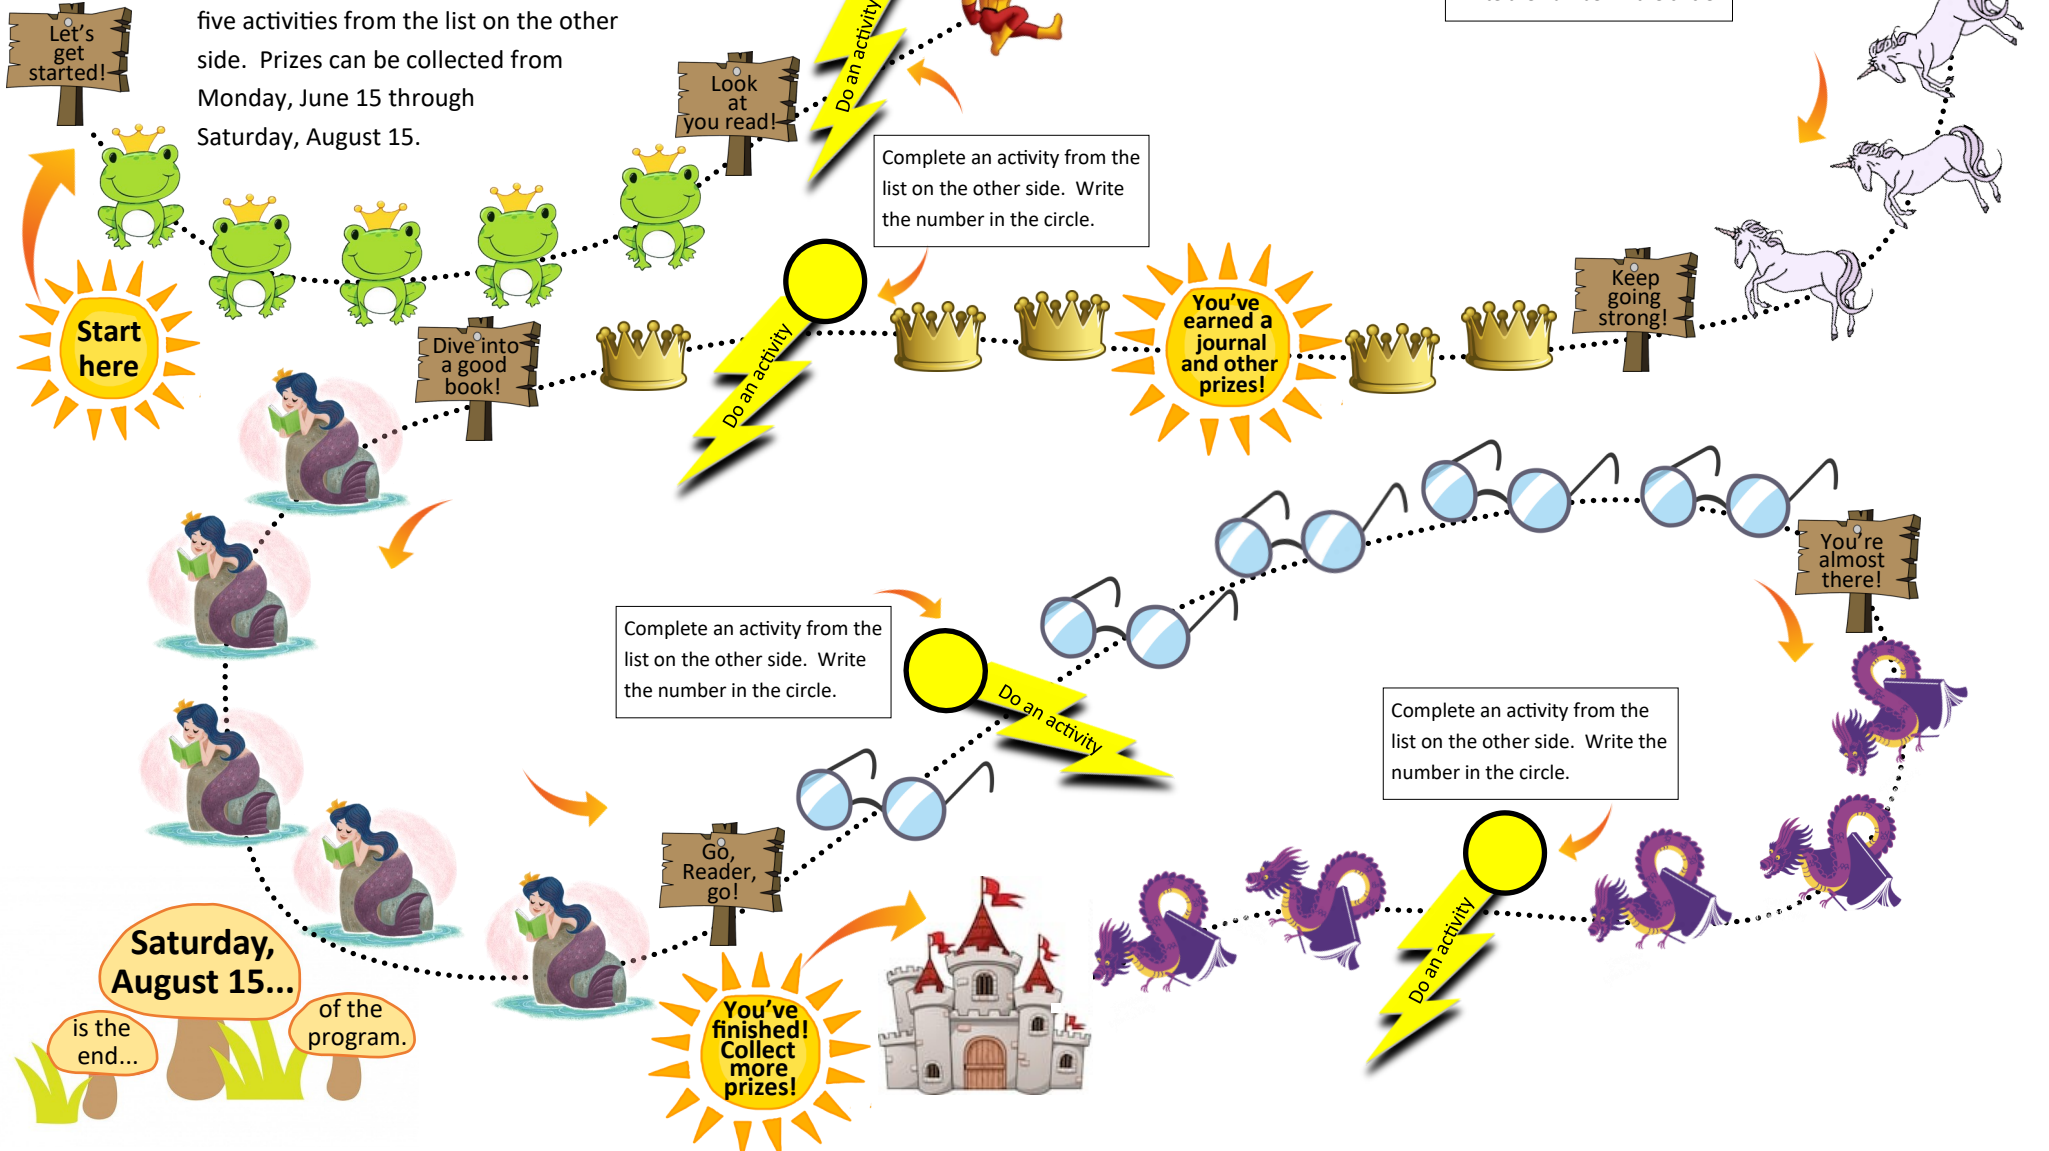 Let's
get
started!
five activities from the list on the other
side.  Prizes can be collected from
Monday, June 15 through
Saturday, August 15.
Start
here
Look
at
you read!
Do an activity
Complete an activity from the
list on the other side.  Write
the number in the circle.
Keep
going
strong!
You've
earned a
journal
and other
prizes!
Do an activity
Dive into
a good
book!
Complete an activity from the
list on the other side.  Write
the number in the circle.
Go,
Reader,
go!
Do an activity
You're
almost
there!
Complete an activity from the
list on the other side.  Write the
number in the circle.
Do an activity
You've
finished!
Collect
more
prizes!
Saturday,
August 15...
is the
end...
of the
program.